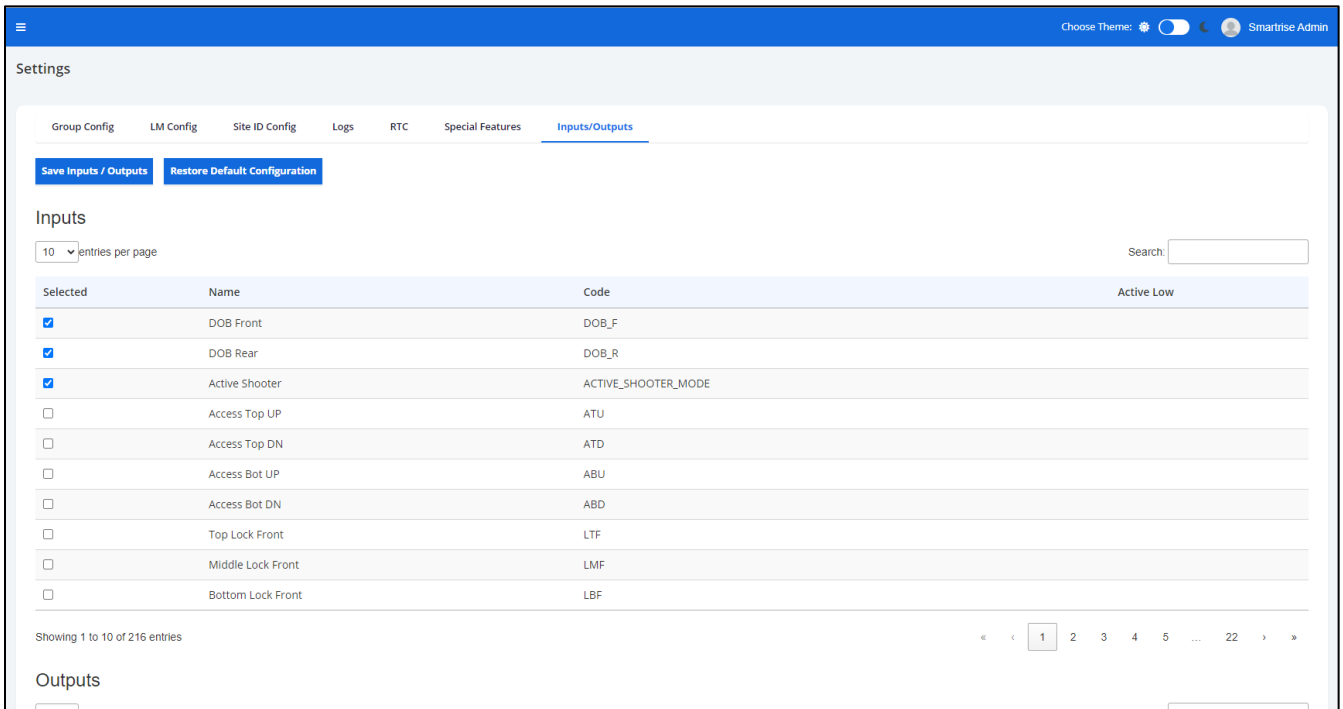 Choose Theme: Smartrise Admin
Settings
Group Config LM Config Site ID Config Logs RTC Special Features Inputs/Outputs
Save Inputs / Outputs Restore Default Configuration
Inputs
10 entries per page Search:
Selected Name Code Active Low
DOB Front DOB_F
DOB Rear DOB_R
Active Shooter ACTIVE_SHOOTER_MODE
Access Top UP ATU
Access Top DN ATD
Access Bot UP ABU
Access Bot DN ABD
Top Lock Front LTF
Middle Lock Front LMF
Bottom Lock Front LBF
Showing 1 to 10 of 216 entries « ‹ 1 2 3 4 5 … 22 › »
Outputs